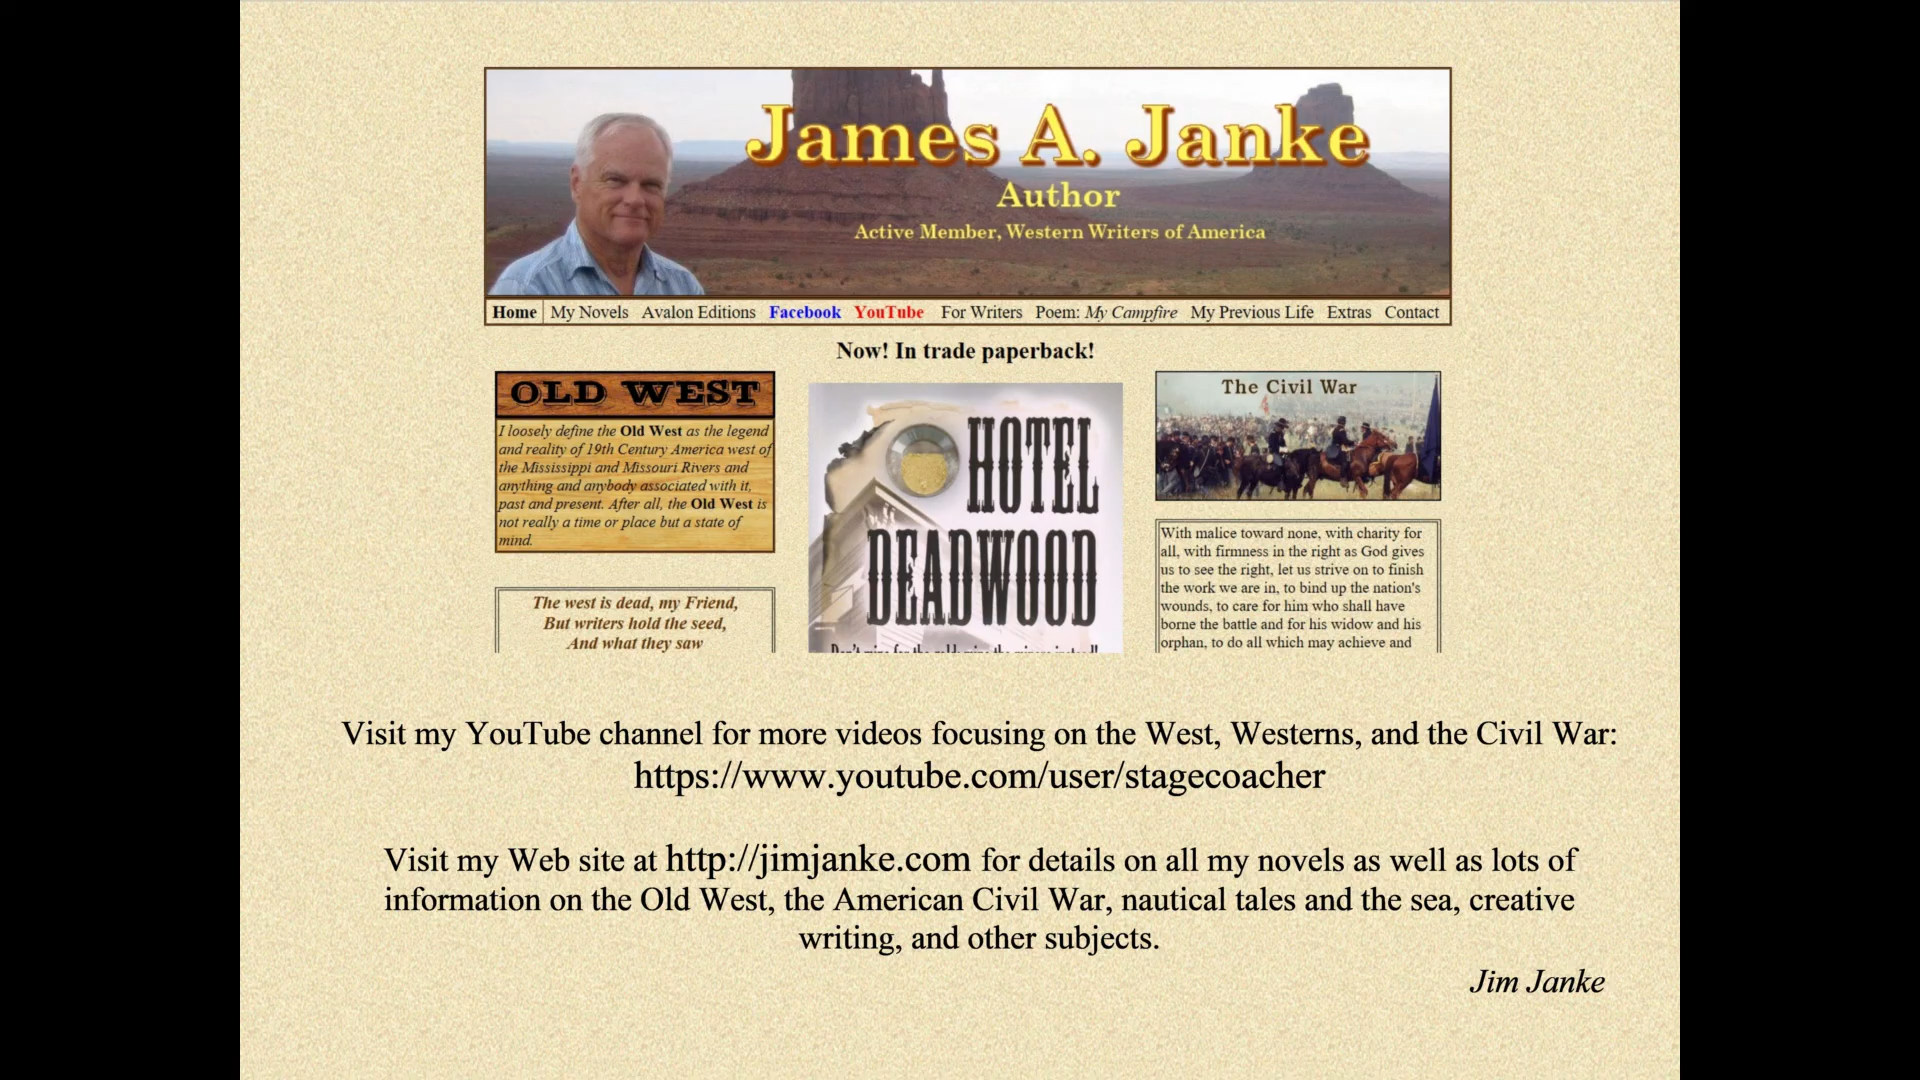 James A. Janke
Author
Active Member, Western Writers of America
Home My Novels Avalon Editions Facebook YouTube For Writers Poem: My Campfire My Previous Life Extras Contact
Now! In trade paperback!
OLD WEST
I loosely define the Old West as the legend
and reality of 19th Century America west of
the Mississippi and Missouri Rivers and
anything and anybody associated with it,
past and present. After all, the Old West is
not really a time or place but a state of
mind.
The west is dead, my Friend,
But writers hold the seed,
And what they saw
HOTEL
DEADWOOD
The Civil War
With malice toward none, with charity for
all, with firmness in the right as God gives
us to see the right, let us strive on to finish
the work we are in, to bind up the nation's
wounds, to care for him who shall have
borne the battle and for his widow and his
orphan, to do all which may achieve and
Visit my YouTube channel for more videos focusing on the West, Westerns, and the Civil War:
https://www.youtube.com/user/stagecoacher
Visit my Web site at http://jimjanke.com for details on all my novels as well as lots of
information on the Old West, the American Civil War, nautical tales and the sea, creative
writing, and other subjects.
Jim Janke